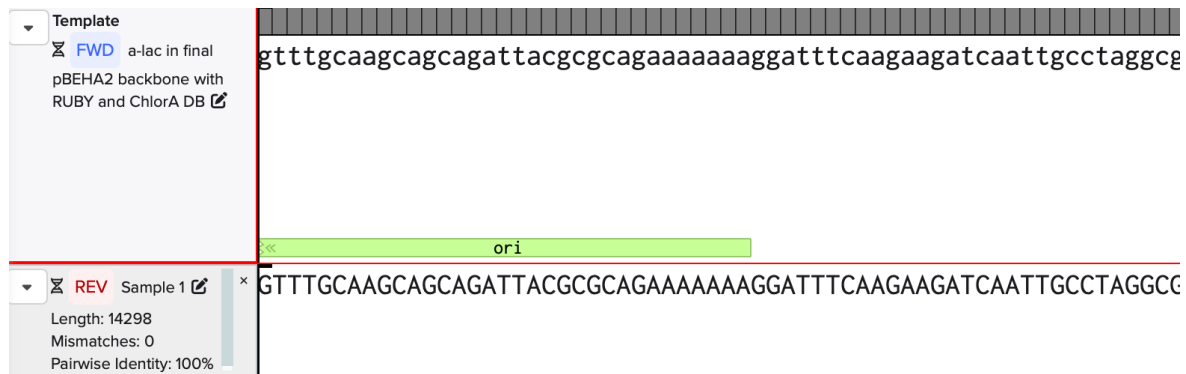 Template
FWD a-lac in final
pBEHA2 backbone with
RUBY and ChlorA DB
gtttgcaagcagcagattacgcgcagaaaaaaaggatttcaagaagatcaattgcctaggcg
«
ori
REV Sample 1
×
Length: 14298
Mismatches: 0
Pairwise Identity: 100%
GTTTGCAAGCAGCAGATTACGCGCAGAAAAAAAGGATTTCAAGAAGATCAATTGCCTAGGCG